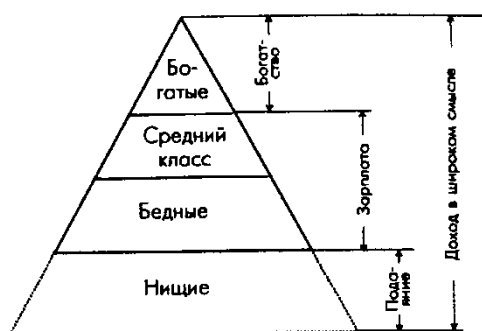 Бо-
гатые
Средний
класс
Бедные
Нищие
Богат-
ство
Зарплата
Пода-
яние
Доход в широком смысле